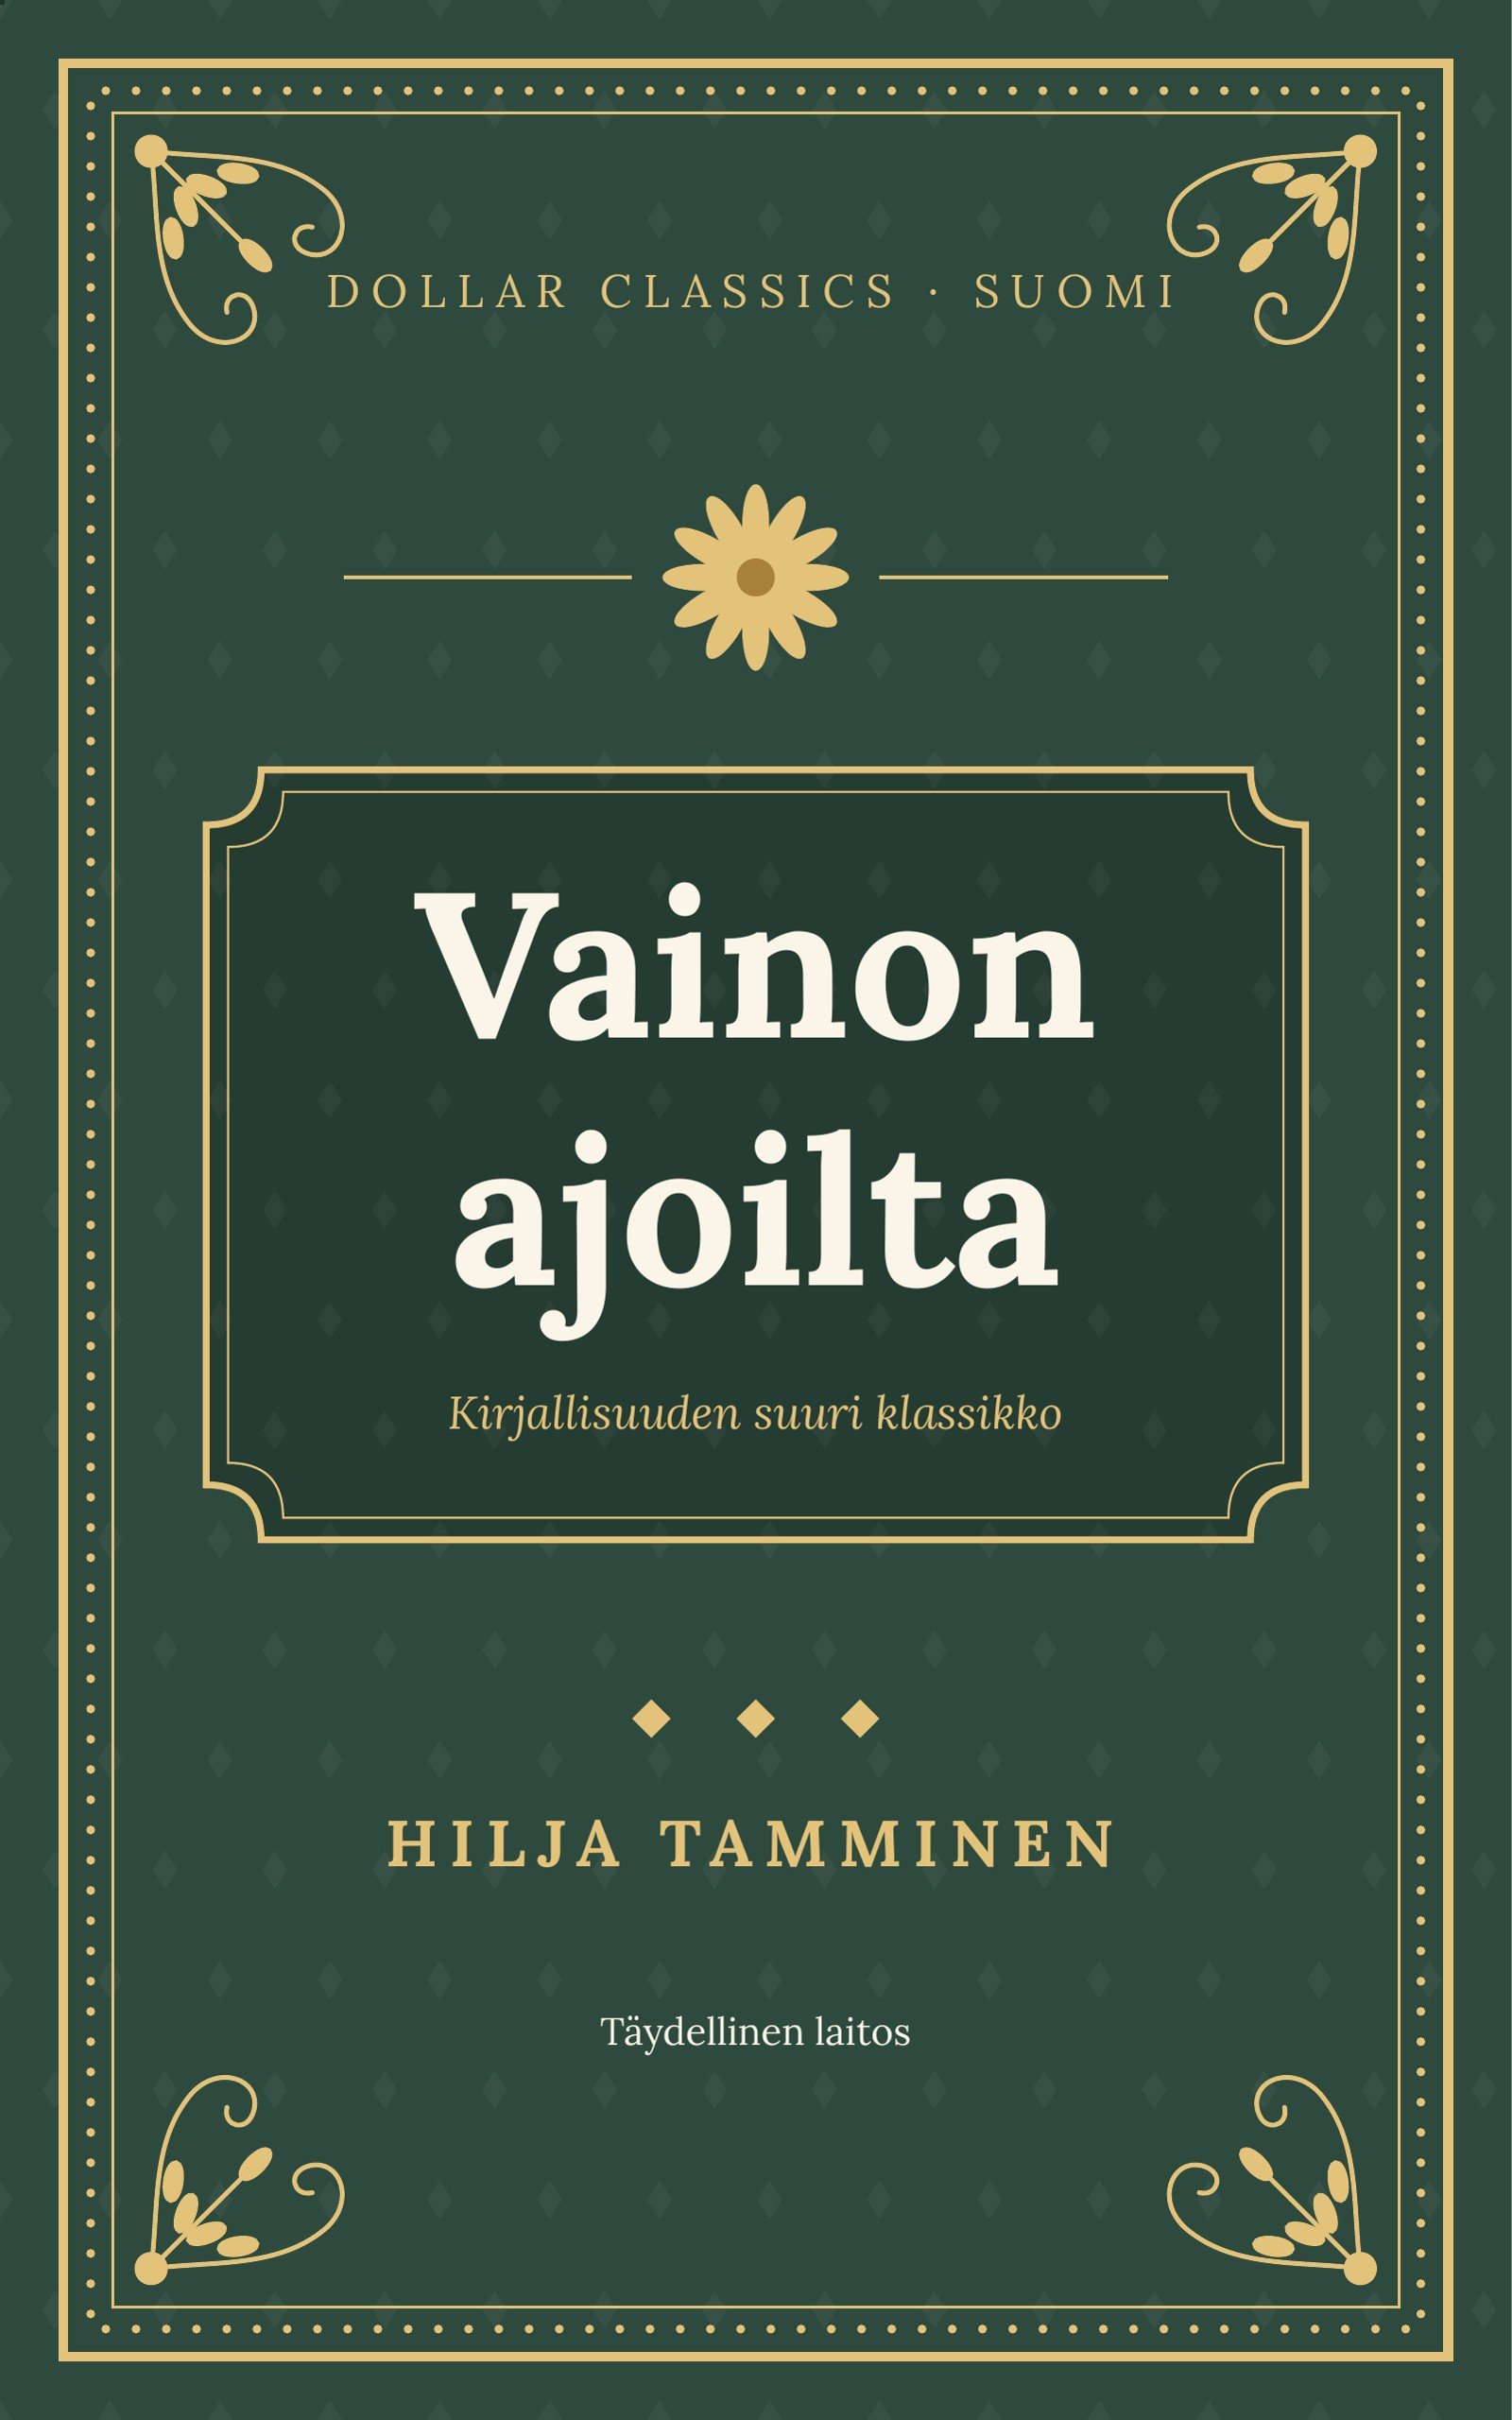 DOLLAR CLASSICS · SUOMI
Vainon
ajoilta
Kirjallisuuden suuri klassikko
HILJA TAMMINEN
Täydellinen laitos